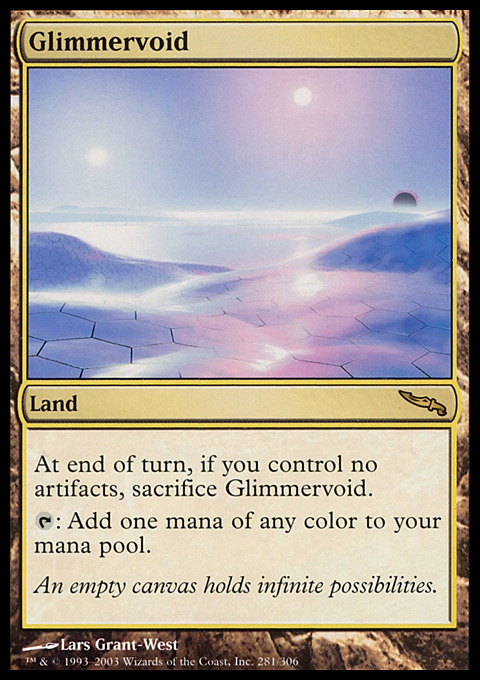 Glimmervoid
Land
At end of turn, if you control no
artifacts, sacrifice Glimmervoid.
: Add one mana of any color to your
mana pool.
An empty canvas holds infinite possibilities.
Lars Grant-West
™ & © 1993–2003 Wizards of the Coast, Inc. 281/306